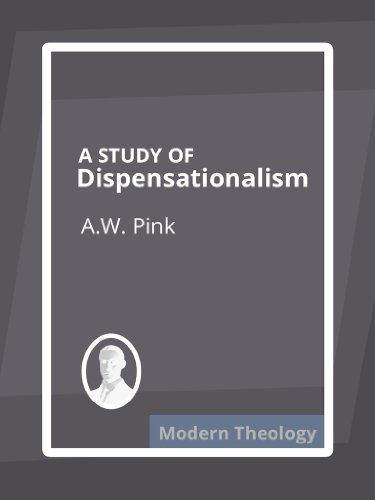 A STUDY OF
Dispensationalism
A.W. Pink
Modern Theology